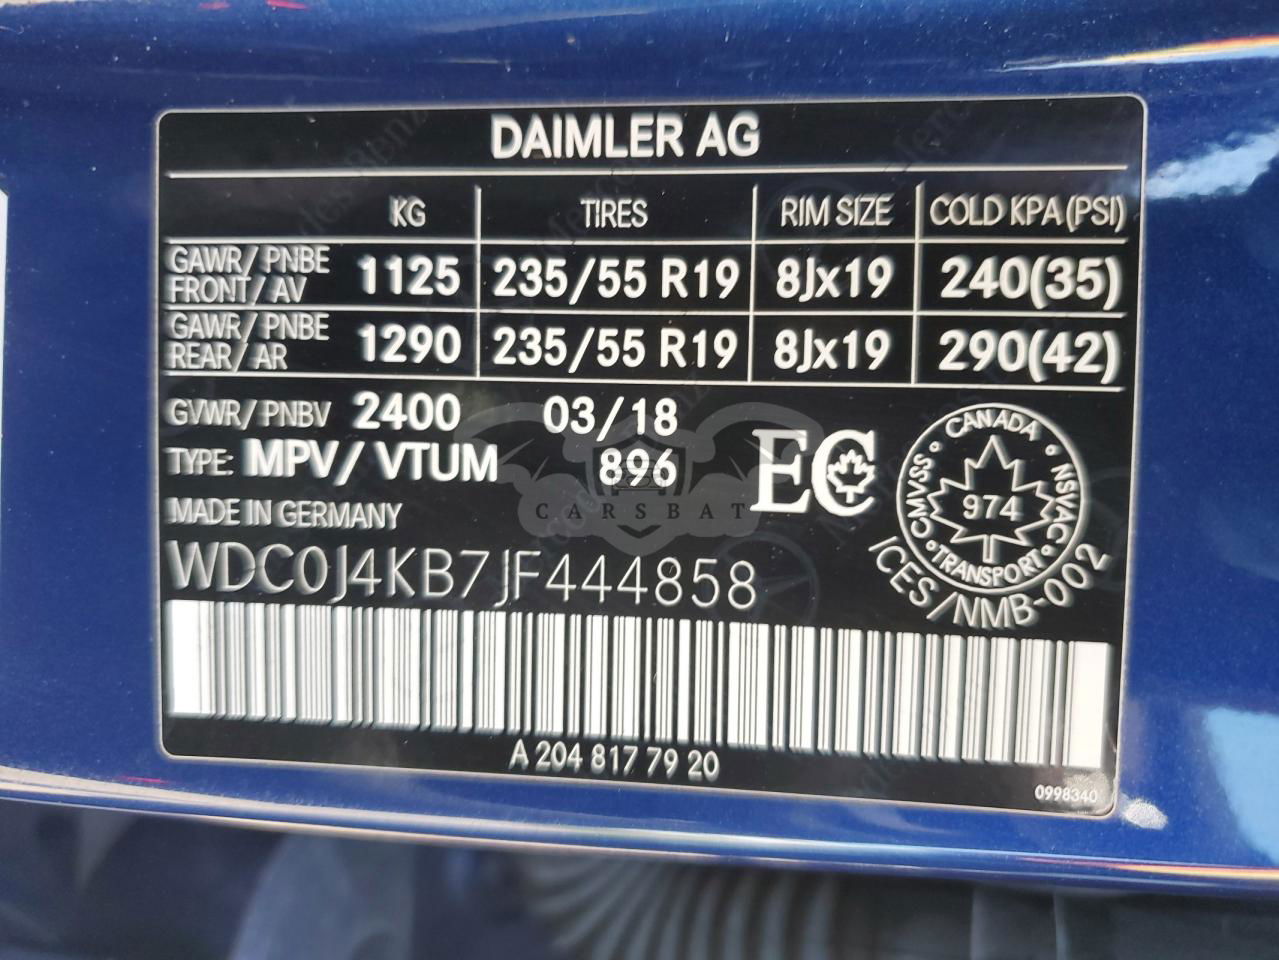 DAIMLER AG
KG TIRES RIM SIZE COLD KPA (PSI)
GAWR/PNBE FRONT/AV 1125 235/55 R19 8Jx19 240(35)
GAWR/PNBE REAR/AR 1290 235/55 R19 8Jx19 290(42)
GVWR/PNBV 2400 03/18
TYPE: MPV/VTUM 896
EC
MADE IN GERMANY
CARSBAT
WDC0J4KB7JF444858
CANADA
CMVSS • NSVAC
974
TRANSPORT
ICES/NMB-002
A 204 817 79 20
0998340